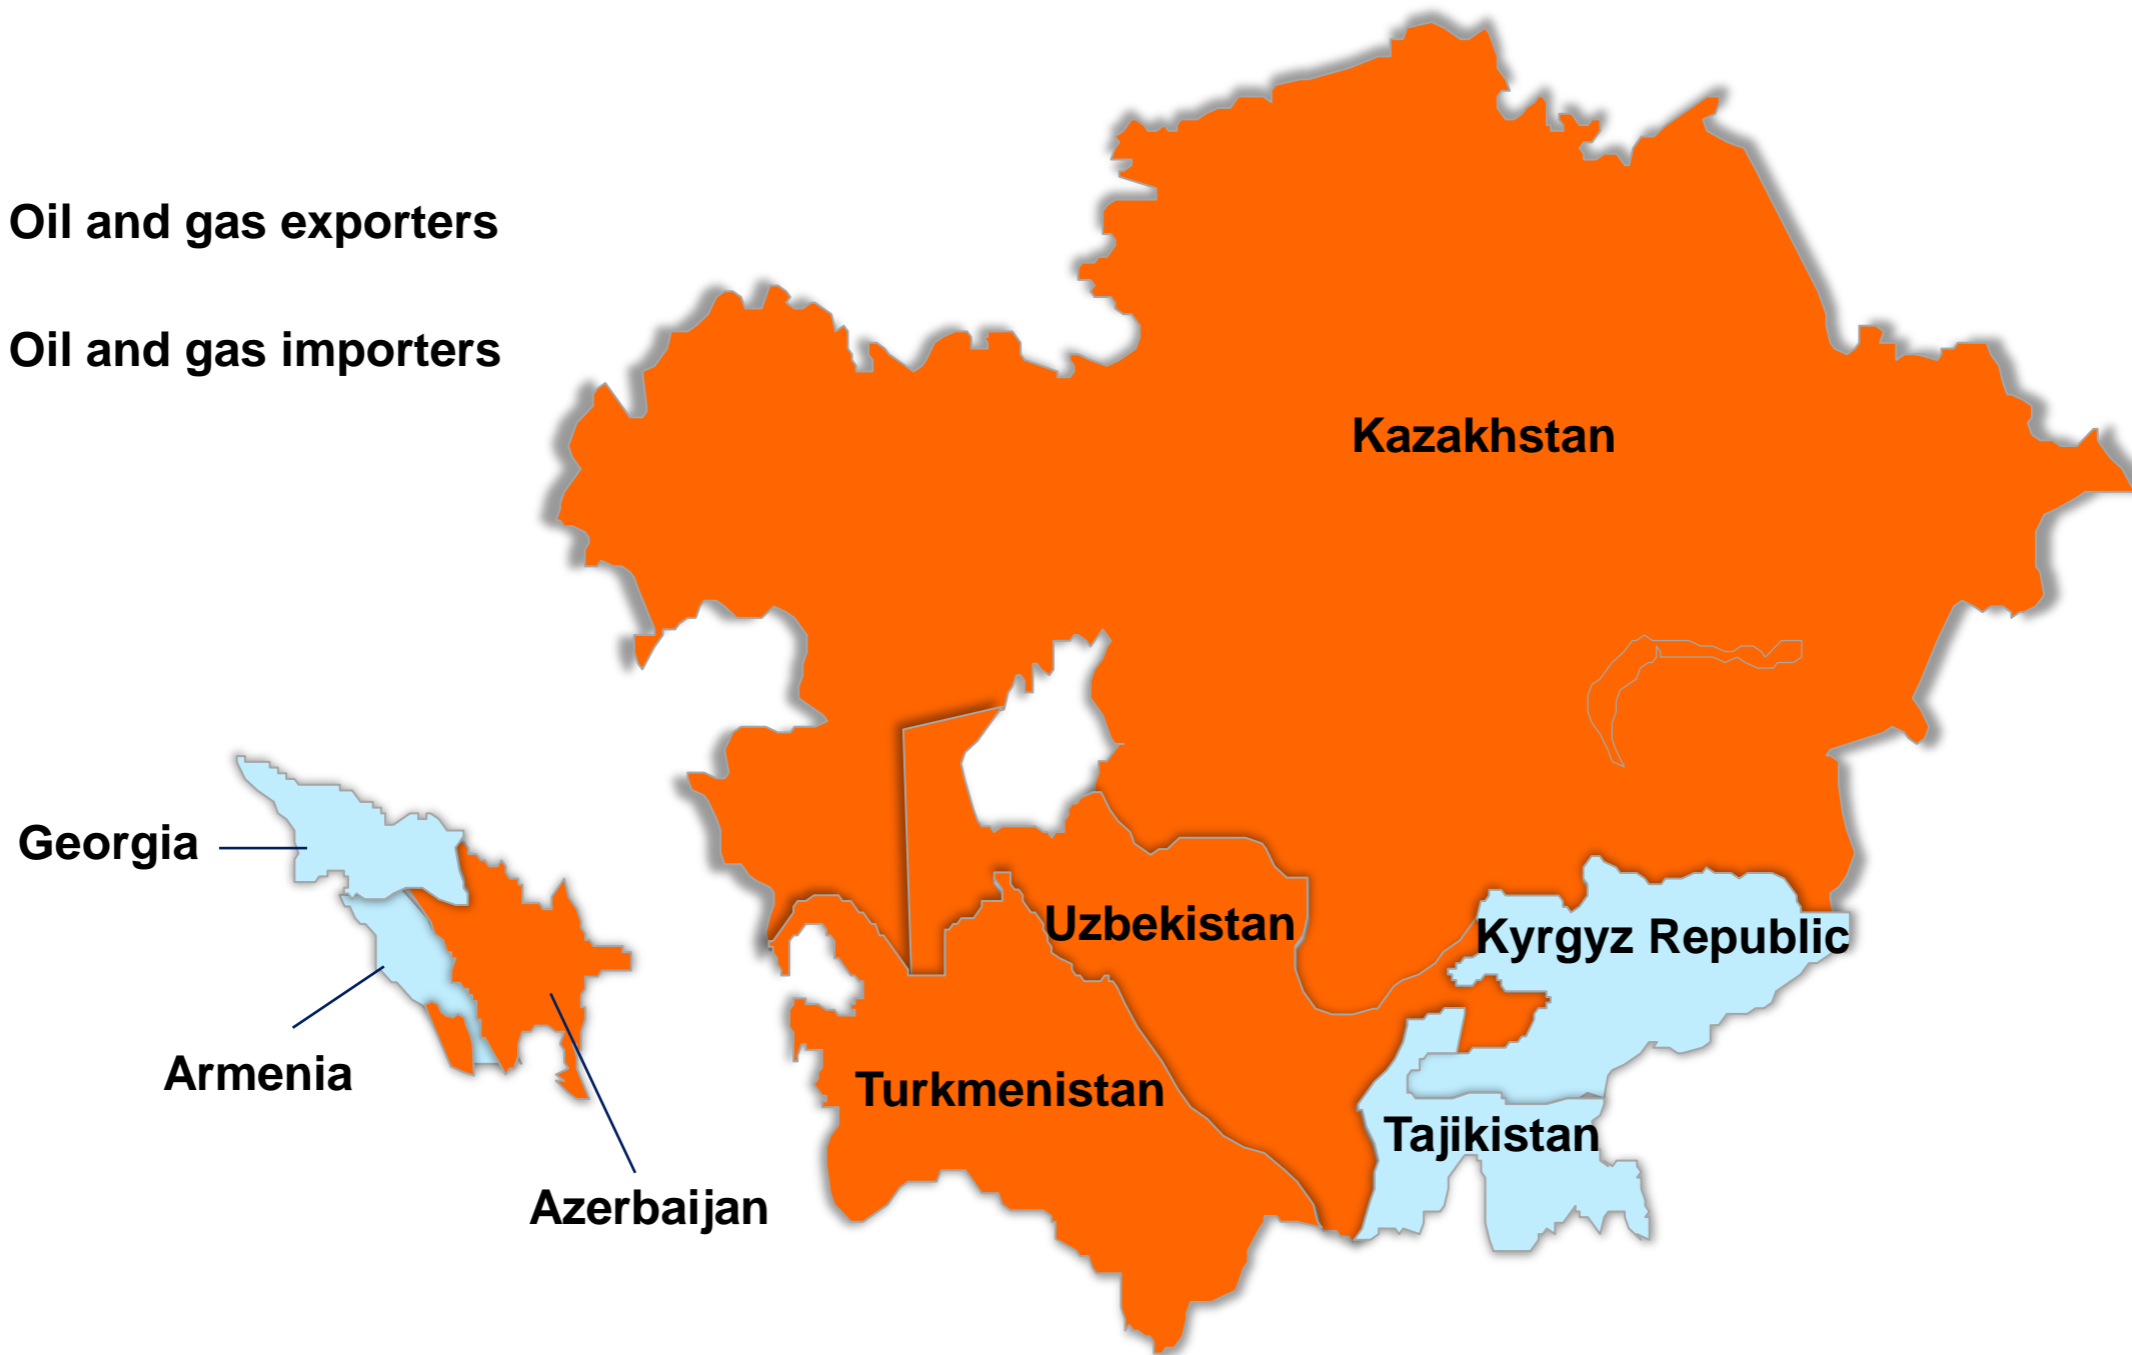 Oil and gas exporters
Oil and gas importers
Kazakhstan
Georgia
Uzbekistan
Kyrgyz Republic
Armenia
Turkmenistan
Tajikistan
Azerbaijan